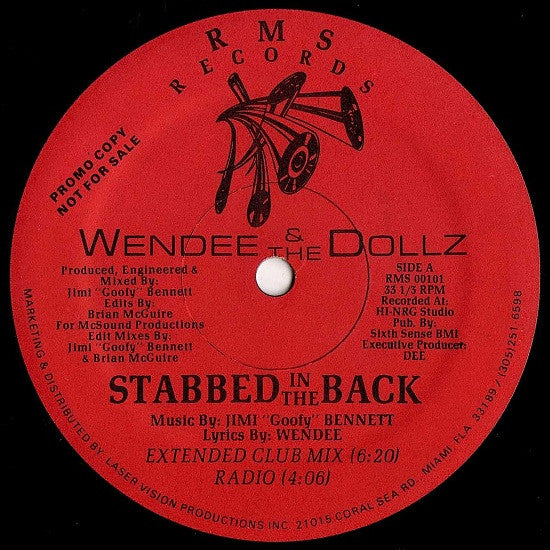 RMS
RECORDS
PROMO COPY
NOT FOR SALE
WENDEE & THE DOLLZ
Produced, Engineered &
Mixed By:
Jimi "Goofy" Bennett
Edits By:
Brian McGuire
For McSound Productions
Edit Mixes By:
Jimi "Goofy" Bennett
& Brian McGuire
SIDE A
RMS 00101
33 1/3 RPM
Recorded At:
HI-NRG Studio
Pub. By:
Sixth Sense BMI
Executive Producer:
DEE
STABBED IN THE BACK
Music By: JIMI "Goofy" BENNETT
Lyrics By: WENDEE
EXTENDED CLUB MIX (6:20)
RADIO (4:06)
MARKETING & DISTRIBUTED BY: LASER VISION PRODUCTIONS INC. 21015 CORAL SEA RD. MIAMI FLA. 33189 / (305) 251 6598